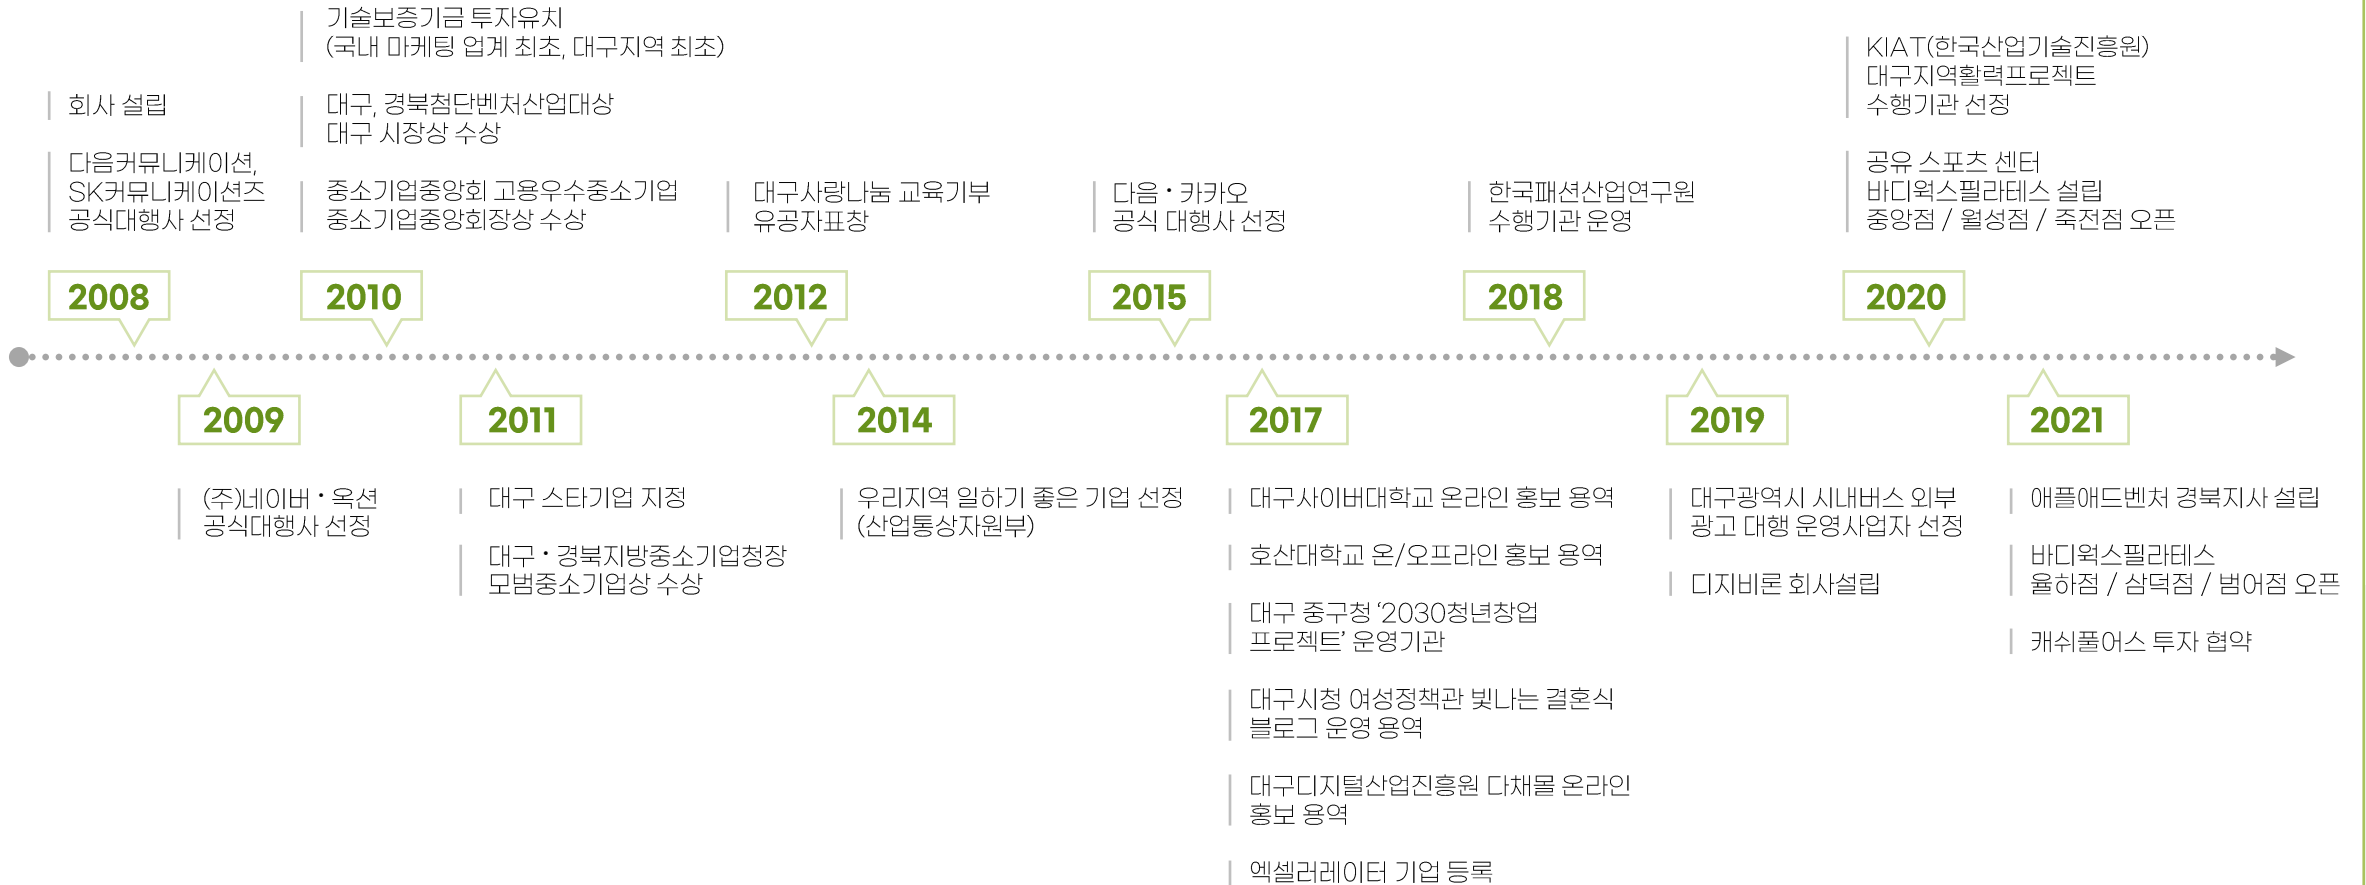 회사 설립
다음커뮤니케이션,
SK커뮤니케이션즈
공식대행사 선정
2008
기술보증기금 투자유치
(국내 마케팅 업계 최초, 대구지역 최초)
대구, 경북첨단벤처산업대상
대구 시장상 수상
중소기업중앙회 고용우수중소기업
중소기업중앙회장상 수상
2010
대구사랑나눔 교육기부
유공자표창
2012
다음·카카오
공식 대행사 선정
2015
한국패션산업연구원
수행기관 운영
2018
KIAT(한국산업기술진흥원)
대구지역활력프로젝트
수행기관 선정
공유 스포츠 센터
바디웍스필라테스 설립
중앙점 / 월성점 / 죽전점 오픈
2020
2009
(주)네이버·옥션
공식대행사 선정
2011
대구 스타기업 지정
대구·경북지방중소기업청장
모범중소기업상 수상
2014
우리지역 일하기 좋은 기업 선정
(산업통상자원부)
2017
대구사이버대학교 온라인 홍보 용역
호산대학교 온/오프라인 홍보 용역
대구 중구청 ‘2030청년창업
프로젝트’ 운영기관
대구시청 여성정책관 빛나는 결혼식
블로그 운영 용역
대구디지털산업진흥원 다채몰 온라인
홍보 용역
엑셀러레이터 기업 등록
2019
대구광역시 시내버스 외부
광고 대행 운영사업자 선정
디지비론 회사설립
2021
애플애드벤처 경북지사 설립
바디웍스필라테스
율하점 / 삼덕점 / 범어점 오픈
캐쉬풀어스 투자 협약